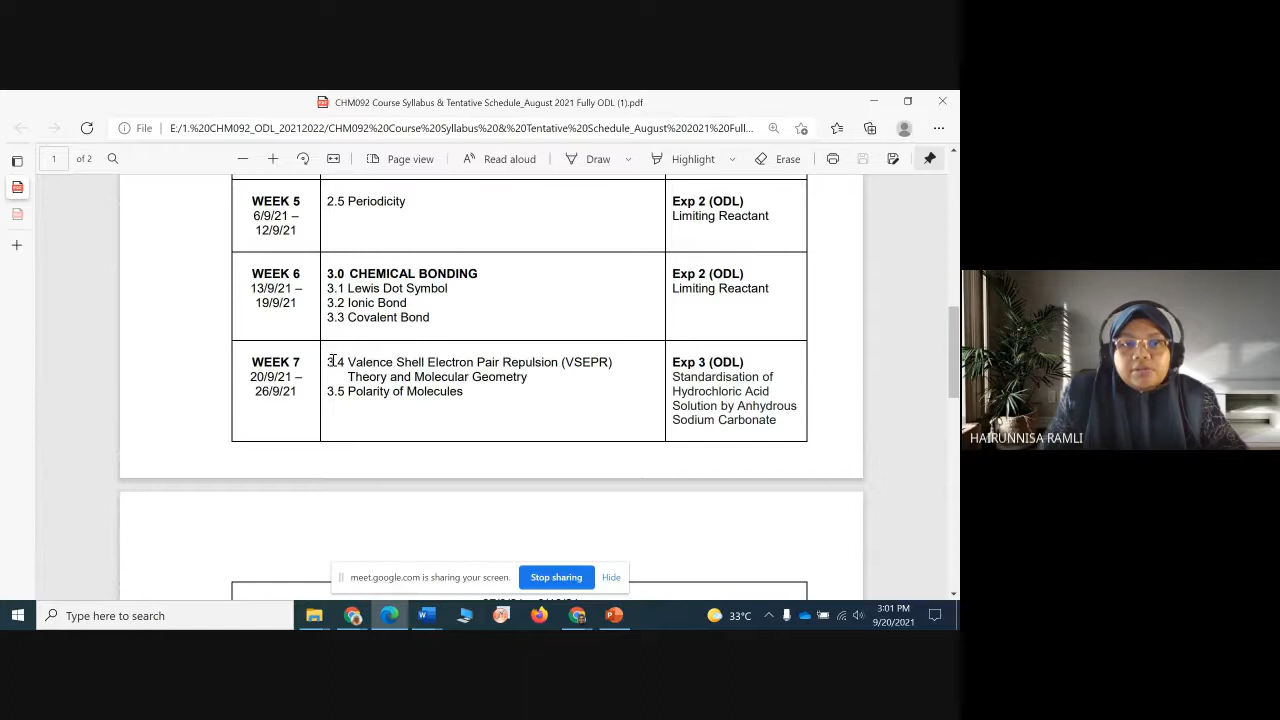 CHM092 Course Syllabus & Tentative Schedule_August 2021 Fully ODL (1).pdf
File
E:/1.%20CHM092_ODL_20212022/CHM092%20Course%20Syllabus%20&%20Tentative%20Schedule_August%202021%20Full...
1
of 2
Page view
Read aloud
Draw
Highlight
Erase
WEEK 5
6/9/21 –
12/9/21
2.5 Periodicity
Exp 2 (ODL)
Limiting Reactant
WEEK 6
13/9/21 –
19/9/21
3.0 CHEMICAL BONDING
3.1 Lewis Dot Symbol
3.2 Ionic Bond
3.3 Covalent Bond
Exp 2 (ODL)
Limiting Reactant
WEEK 7
20/9/21 –
26/9/21
3.4 Valence Shell Electron Pair Repulsion (VSEPR)
Theory and Molecular Geometry
3.5 Polarity of Molecules
Exp 3 (ODL)
Standardisation of
Hydrochloric Acid
Solution by Anhydrous
Sodium Carbonate
HAIRUNNISA RAMLI
meet.google.com is sharing your screen.
Stop sharing
Hide
Type here to search
33°C
3:01 PM
9/20/2021